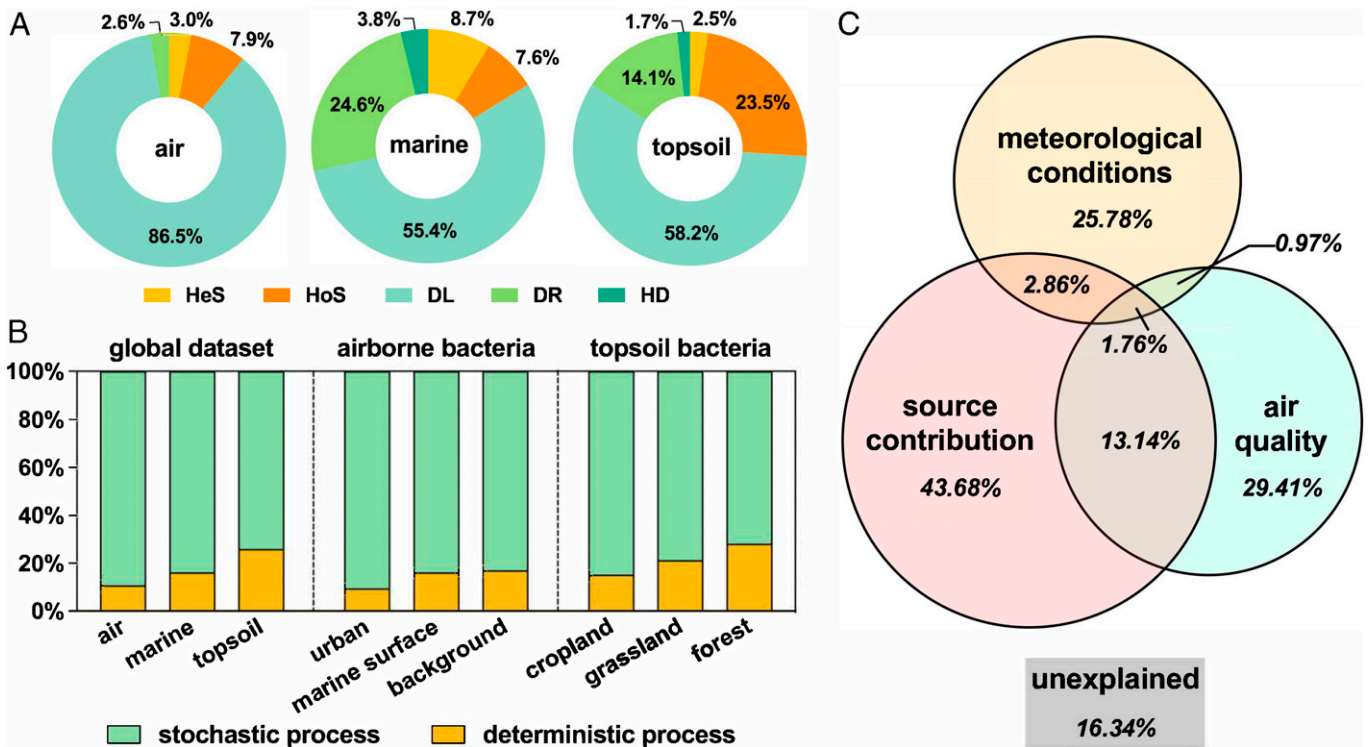 A
2.6%
3.0%
7.9%
air
86.5%
3.8%
8.7%
7.6%
24.6%
marine
55.4%
1.7%
2.5%
14.1%
23.5%
topsoil
58.2%
HeS HoS DL DR HD
B
global dataset airborne bacteria topsoil bacteria
100%
80%
60%
40%
20%
0%
air
marine
topsoil
urban
marine surface
background
cropland
grassland
forest
stochastic process deterministic process
C
meteorological
conditions
25.78%
0.97%
2.86%
1.76%
source
contribution
43.68%
13.14%
air
quality
29.41%
unexplained
16.34%